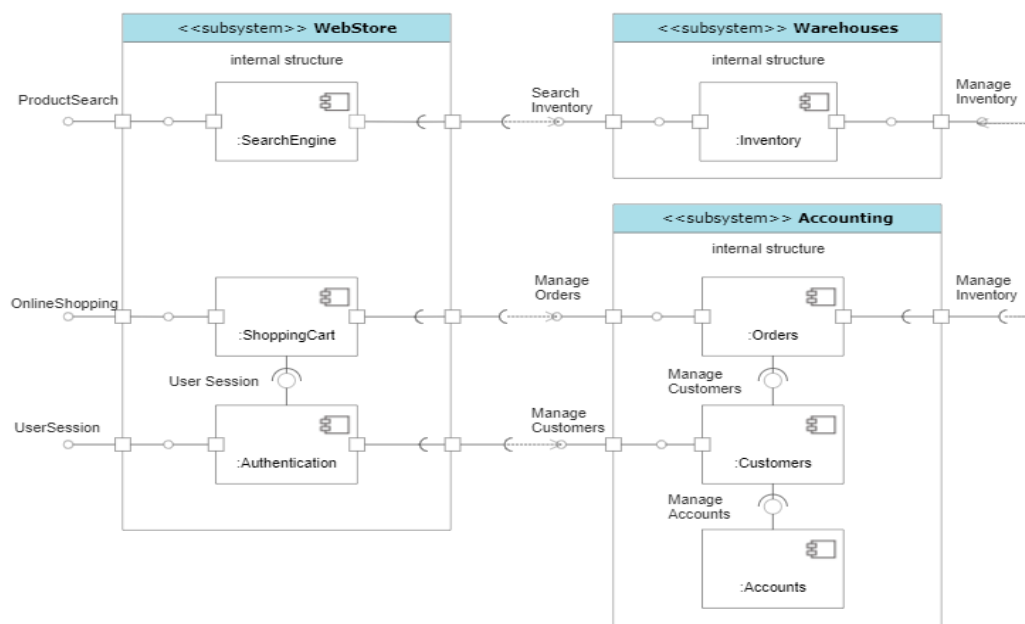 <<subsystem>> WebStore
internal structure
ProductSearch
:SearchEngine
Search
Inventory
<<subsystem>> Warehouses
internal structure
:Inventory
Manage
Inventory
OnlineShopping
:ShoppingCart
User Session
UserSession
:Authentication
Manage
Orders
Manage
Customers
<<subsystem>> Accounting
internal structure
:Orders
Manage
Inventory
Manage
Customers
:Customers
Manage
Accounts
:Accounts